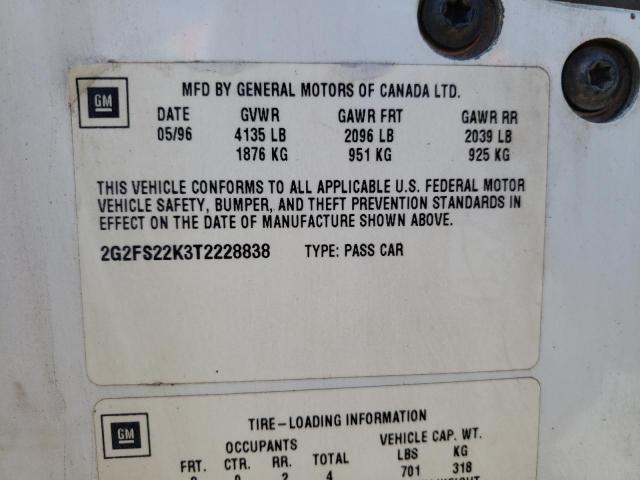 GM
MFD BY GENERAL MOTORS OF CANADA LTD.
DATE GVWR GAWR FRT GAWR RR
05/96 4135 LB 2096 LB 2039 LB
1876 KG 951 KG 925 KG
THIS VEHICLE CONFORMS TO ALL APPLICABLE U.S. FEDERAL MOTOR
VEHICLE SAFETY, BUMPER, AND THEFT PREVENTION STANDARDS IN
EFFECT ON THE DATE OF MANUFACTURE SHOWN ABOVE.
2G2FS22K3T2228838 TYPE: PASS CAR
GM
TIRE-LOADING INFORMATION
OCCUPANTS VEHICLE CAP. WT.
FRT. CTR. RR. TOTAL LBS KG
2 4 701 318